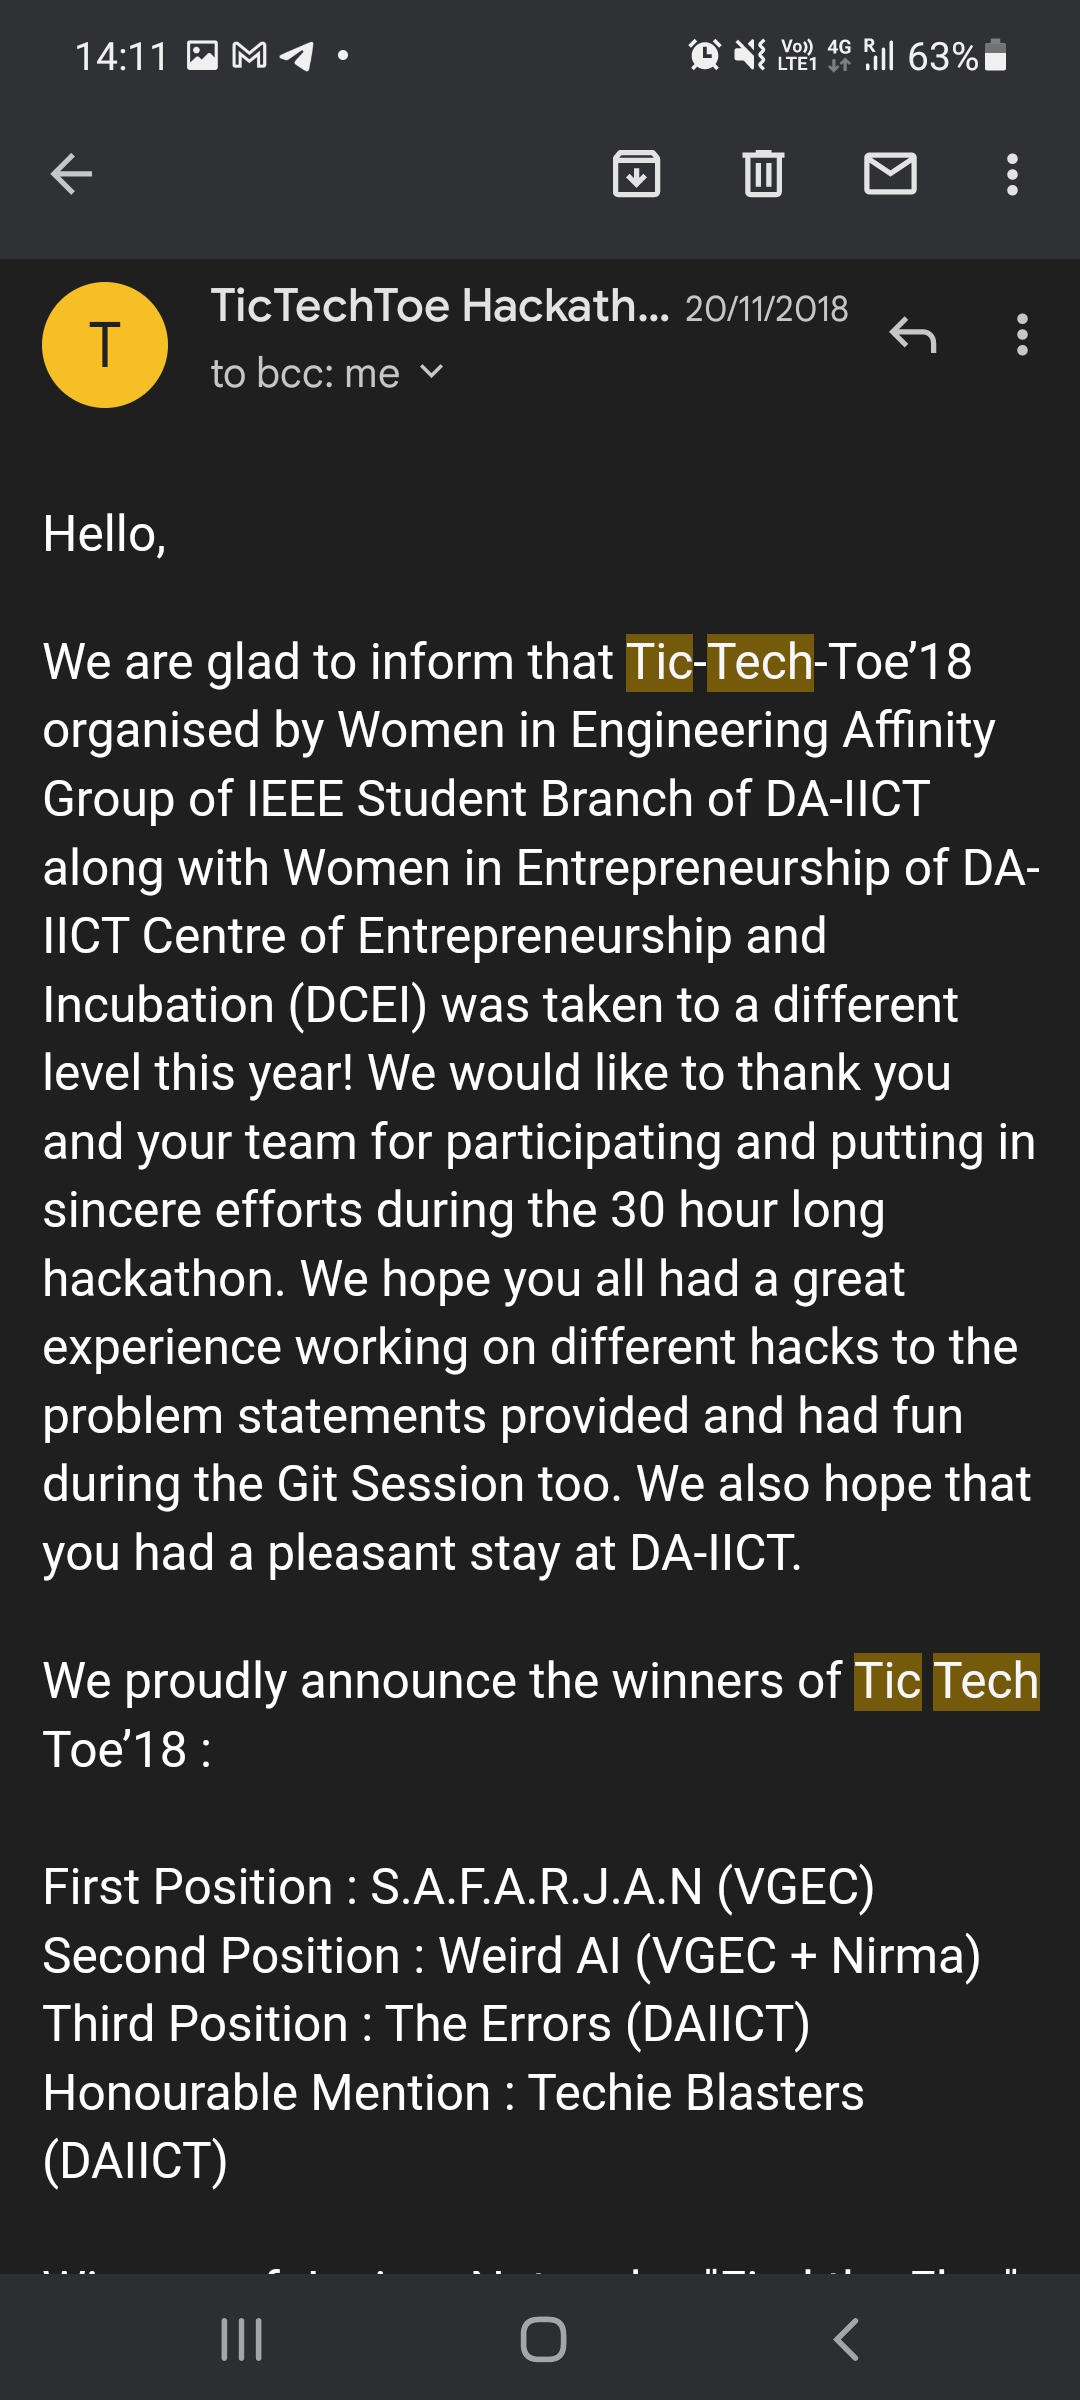 14:11 Vo)) LTE1 4G R 63%
T
TicTechToe Hackath... 20/11/2018
to bcc: me
Hello,
We are glad to inform that Tic-Tech-Toe’18
organised by Women in Engineering Affinity
Group of IEEE Student Branch of DA-IICT
along with Women in Entrepreneurship of DA-
IICT Centre of Entrepreneurship and
Incubation (DCEI) was taken to a different
level this year! We would like to thank you
and your team for participating and putting in
sincere efforts during the 30 hour long
hackathon. We hope you all had a great
experience working on different hacks to the
problem statements provided and had fun
during the Git Session too. We also hope that
you had a pleasant stay at DA-IICT.
We proudly announce the winners of Tic Tech
Toe’18 :
First Position : S.A.F.A.R.J.A.N (VGEC)
Second Position : Weird AI (VGEC + Nirma)
Third Position : The Errors (DAIICT)
Honourable Mention : Techie Blasters
(DAIICT)